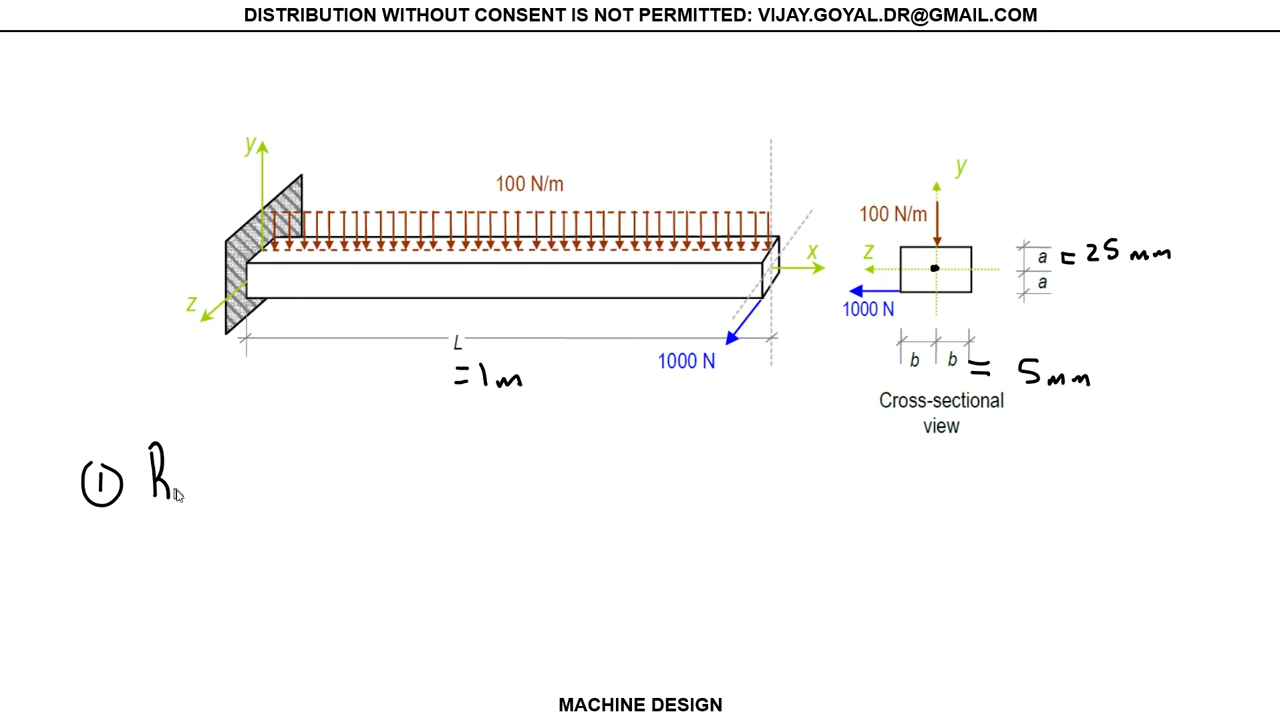 DISTRIBUTION WITHOUT CONSENT IS NOT PERMITTED: VIJAY.GOYAL.DR@GMAIL.COM
y
100 N/m
x
z
L
= 1 m
1000 N
y
100 N/m
z
1000 N
a = 25 mm
a
b b = 5 mm
Cross-sectional
view
① R
MACHINE DESIGN